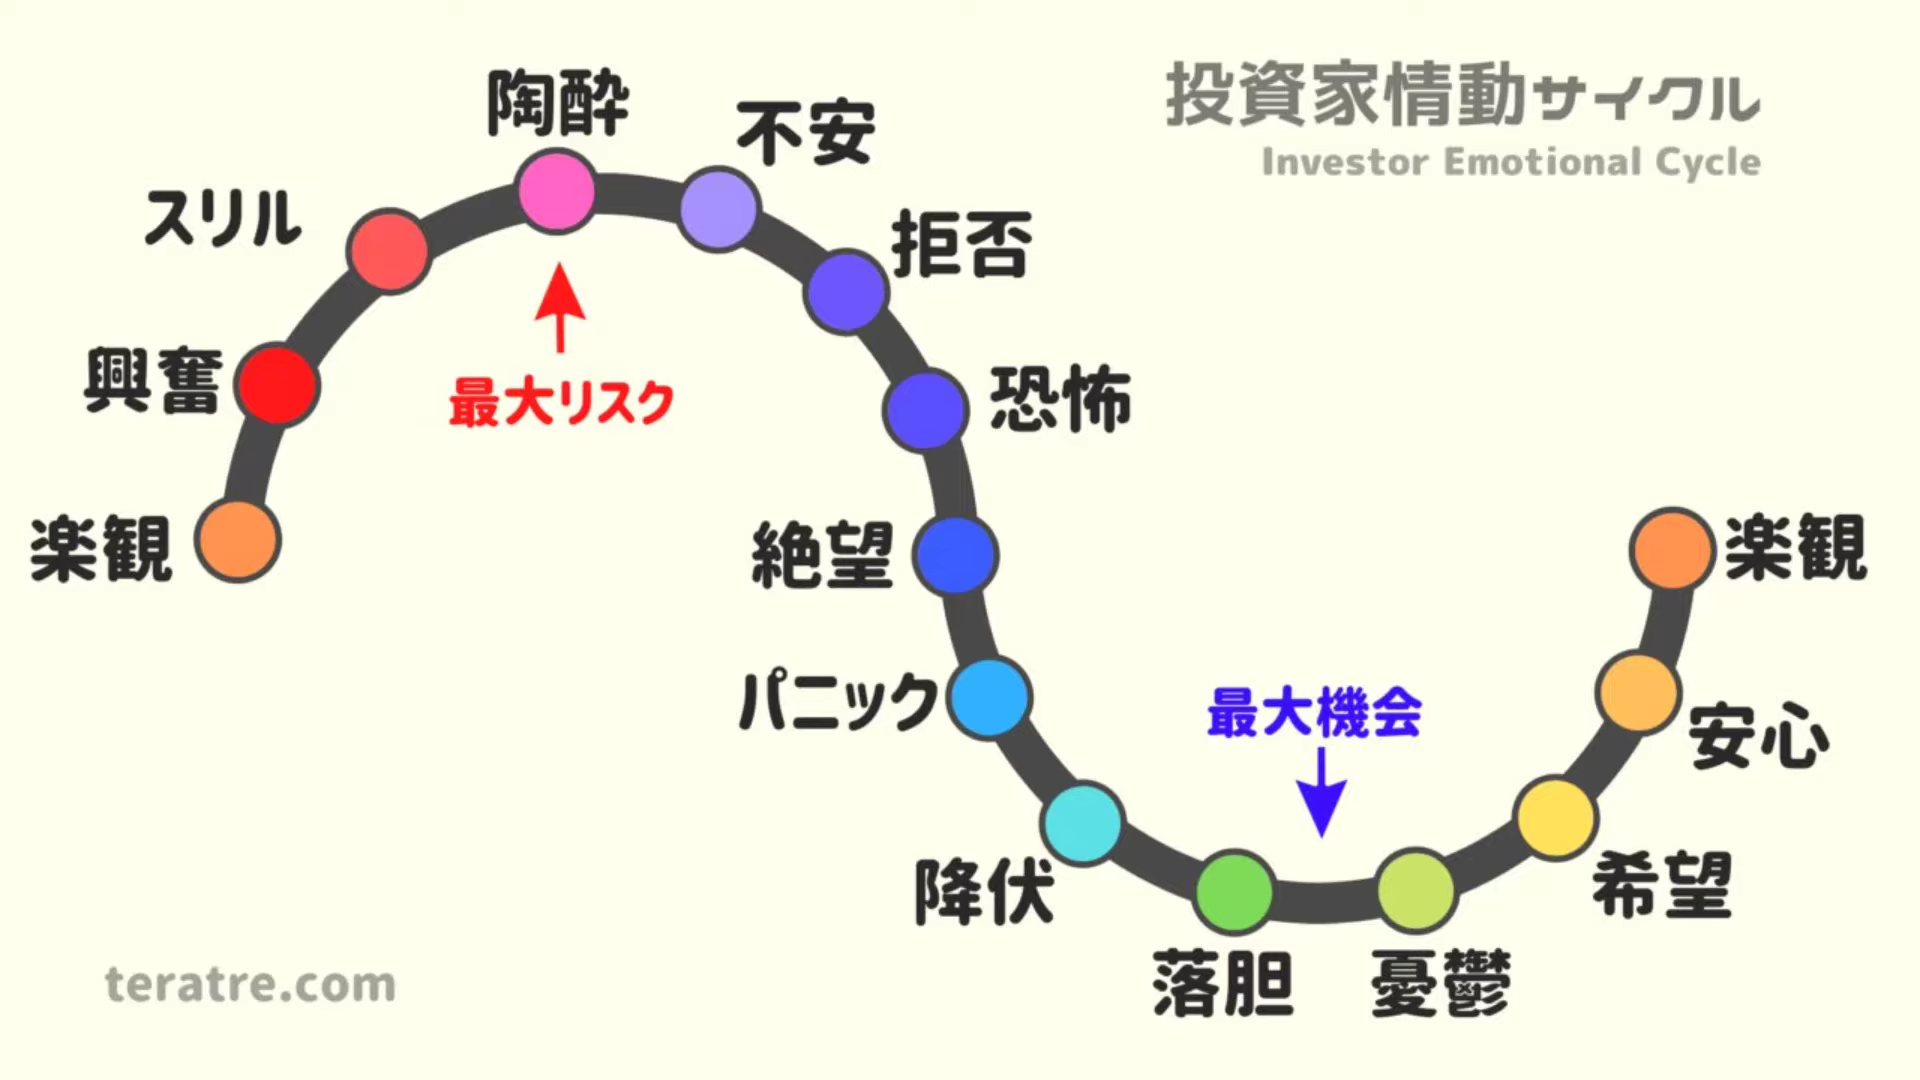 投資家情動サイクル
Investor Emotional Cycle
楽観
興奮
スリル
陶酔
最大リスク
不安
拒否
恐怖
絶望
パニック
降伏
落胆
最大機会
憂鬱
希望
安心
楽観
teratre.com